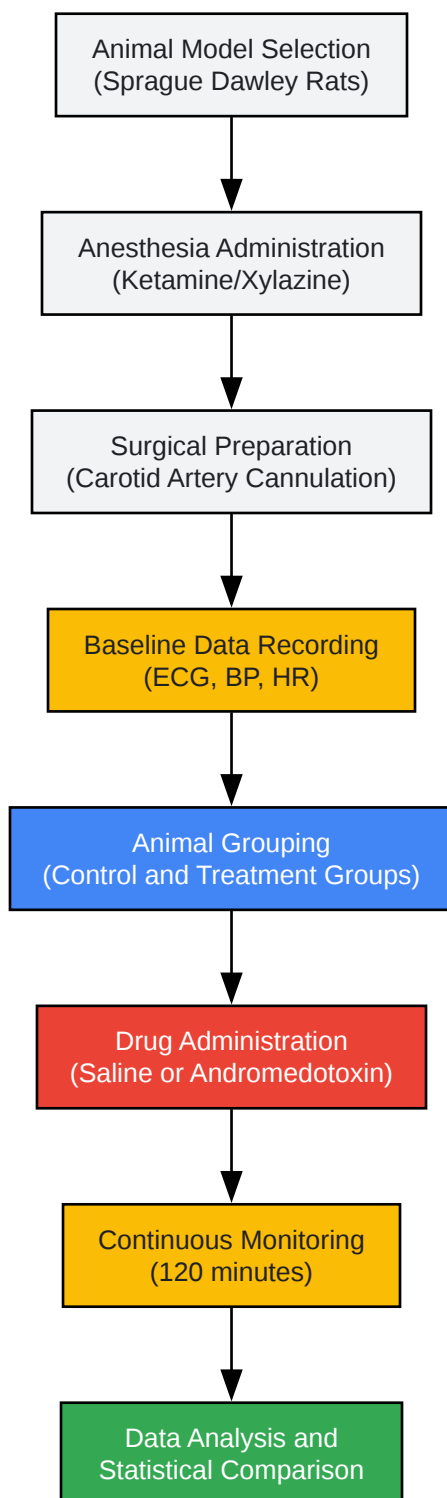 Animal Model Selection
(Sprague Dawley Rats)
Anesthesia Administration
(Ketamine/Xylazine)
Surgical Preparation
(Carotid Artery Cannulation)
Baseline Data Recording
(ECG, BP, HR)
Animal Grouping
(Control and Treatment Groups)
Drug Administration
(Saline or Andromedotoxin)
Continuous Monitoring
(120 minutes)
Data Analysis and
Statistical Comparison